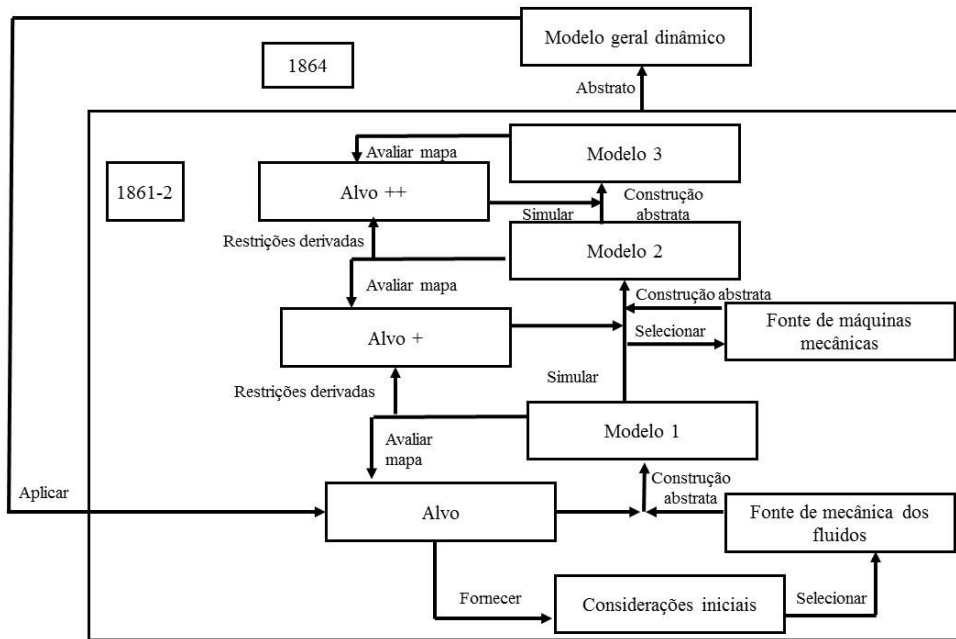 Modelo geral dinâmico
1864
Abstrato
Avaliar mapa
Modelo 3
1861-2
Alvo ++
Simular
Construção
abstrata
Restrições derivadas
Modelo 2
Avaliar mapa
Construção abstrata
Alvo +
Selecionar
Fonte de máquinas
mecânicas
Simular
Restrições derivadas
Modelo 1
Avaliar
mapa
Construção
abstrata
Aplicar
Alvo
Fonte de mecânica dos
fluidos
Fornecer
Considerações iniciais
Selecionar